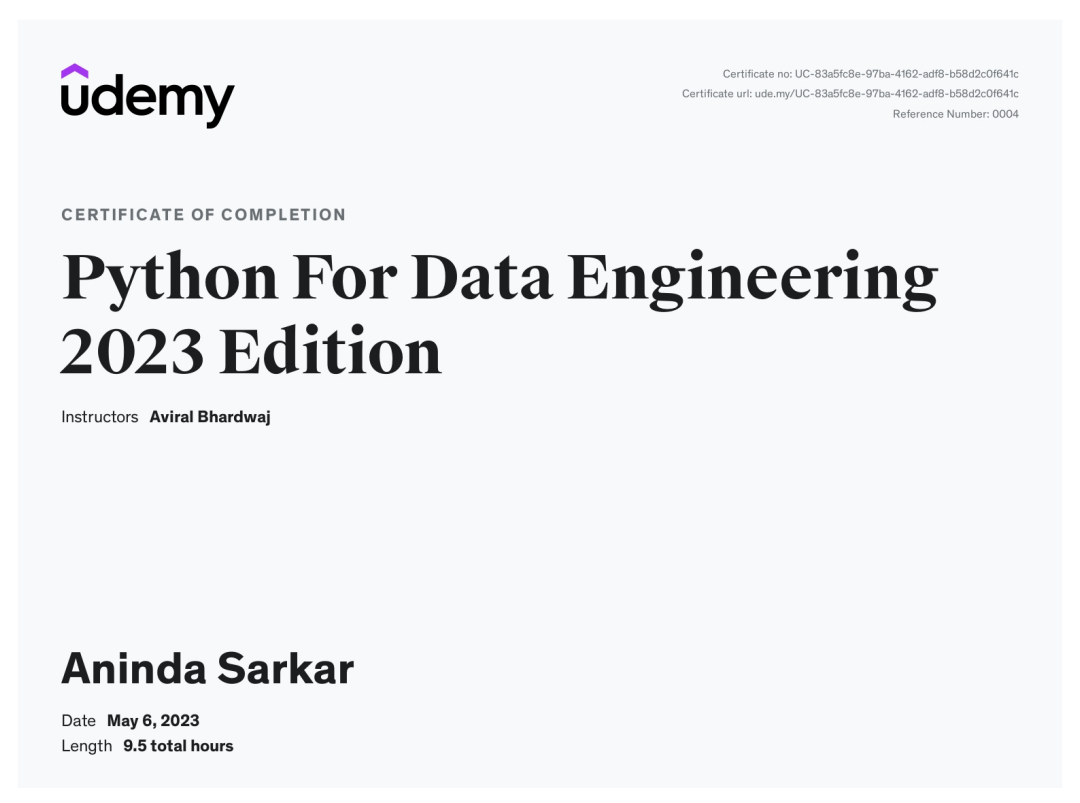 udemy
Certificate no: UC-83a5fc8e-97ba-4162-adf8-b58d2c0f641c
Certificate url: ude.my/UC-83a5fc8e-97ba-4162-adf8-b58d2c0f641c
Reference Number: 0004
CERTIFICATE OF COMPLETION
Python For Data Engineering
2023 Edition
Instructors Aviral Bhardwaj
Aninda Sarkar
Date May 6, 2023
Length 9.5 total hours